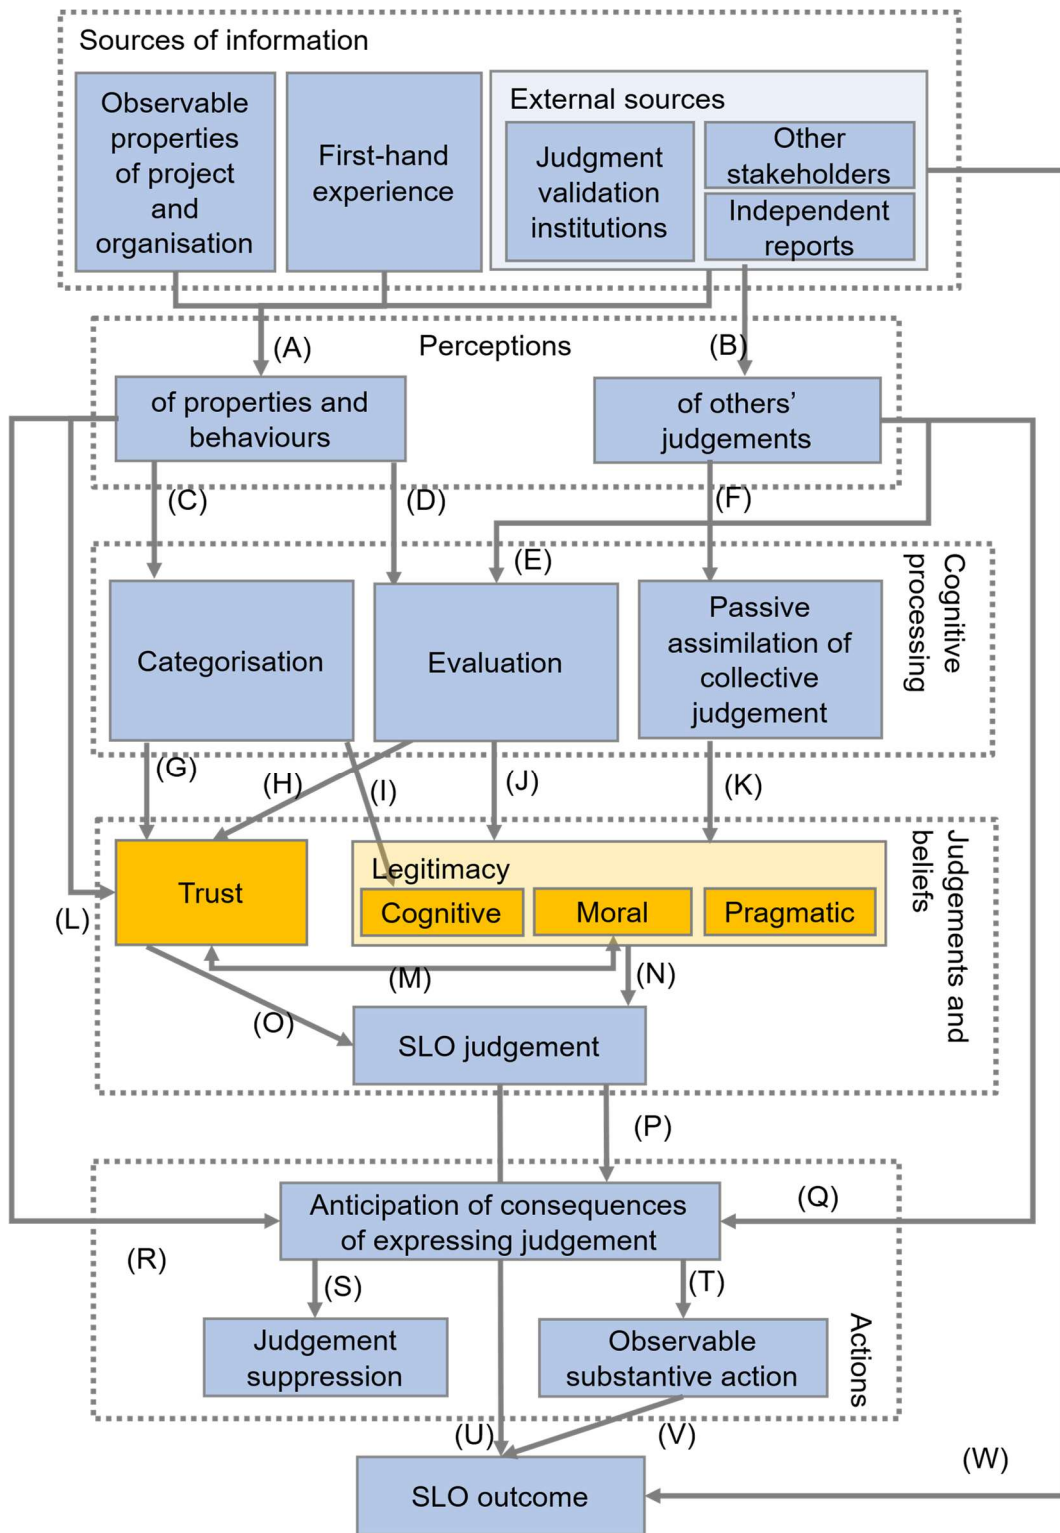 Sources of information
Observable
properties
of project
and
organisation
First-hand
experience
External sources
Judgment
validation
institutions
Other
stakeholders
Independent
reports
(A)
Perceptions
(B)
of properties and
behaviours
of others’
judgements
(C)
(D)
(F)
(E)
Cognitive
processing
Categorisation
Evaluation
Passive
assimilation of
collective
judgement
(G)
(H)
(I)
(J)
(K)
Judgements and
beliefs
Trust
Legitimacy
Cognitive
Moral
Pragmatic
(L)
(M)
(N)
(O)
SLO judgement
(P)
Anticipation of consequences
of expressing judgement
(Q)
(R)
(S)
(T)
Judgement
suppression
Observable
substantive action
Actions
(U)
(V)
(W)
SLO outcome